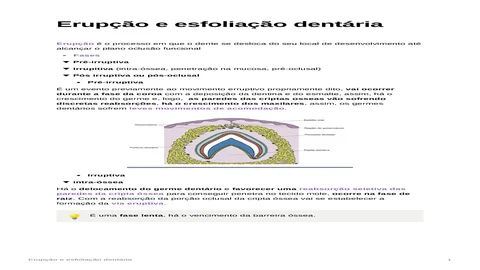 Erupção e esfoliação dentária
Erupção é o processo em que o dente se desloca do seu local de desenvolvimento até
alcançar o plano oclusão funcional
Fases
Pré-irruptiva
Irruptiva (intra-óssea, penetração na mucosa, pré-oclusal)
Pós irruptiva ou pós-oclusal
Pré-irruptiva
É um evento previamente ao movimento erruptivo propriamente dito, vai ocorrer
durante a fase da coroa com a deposição da dentina e do esmalte, assim, há o
crescimento do germe e, logo, as paredes das criptas ósseas vão sofrendo
discretas reabsorções, há o crescimento dos maxilares, assim, os germes
dentários sofrem leves movimentos de acomodação.
Irruptiva
Intra-óssea
Há o deslocamento do germe dentário e favorecer uma reabsorção seletiva das
paredes da cripta óssea para conseguir penetra no tecido mole, ocorre na fase de
raiz. Com a reabsorção da porção oclusal da cripta óssea vai se estabelecer a
formação da via eruptiva.
É uma fase lenta, há o vencimento da barreira óssea.
Erupção e esfoliação dentária
1